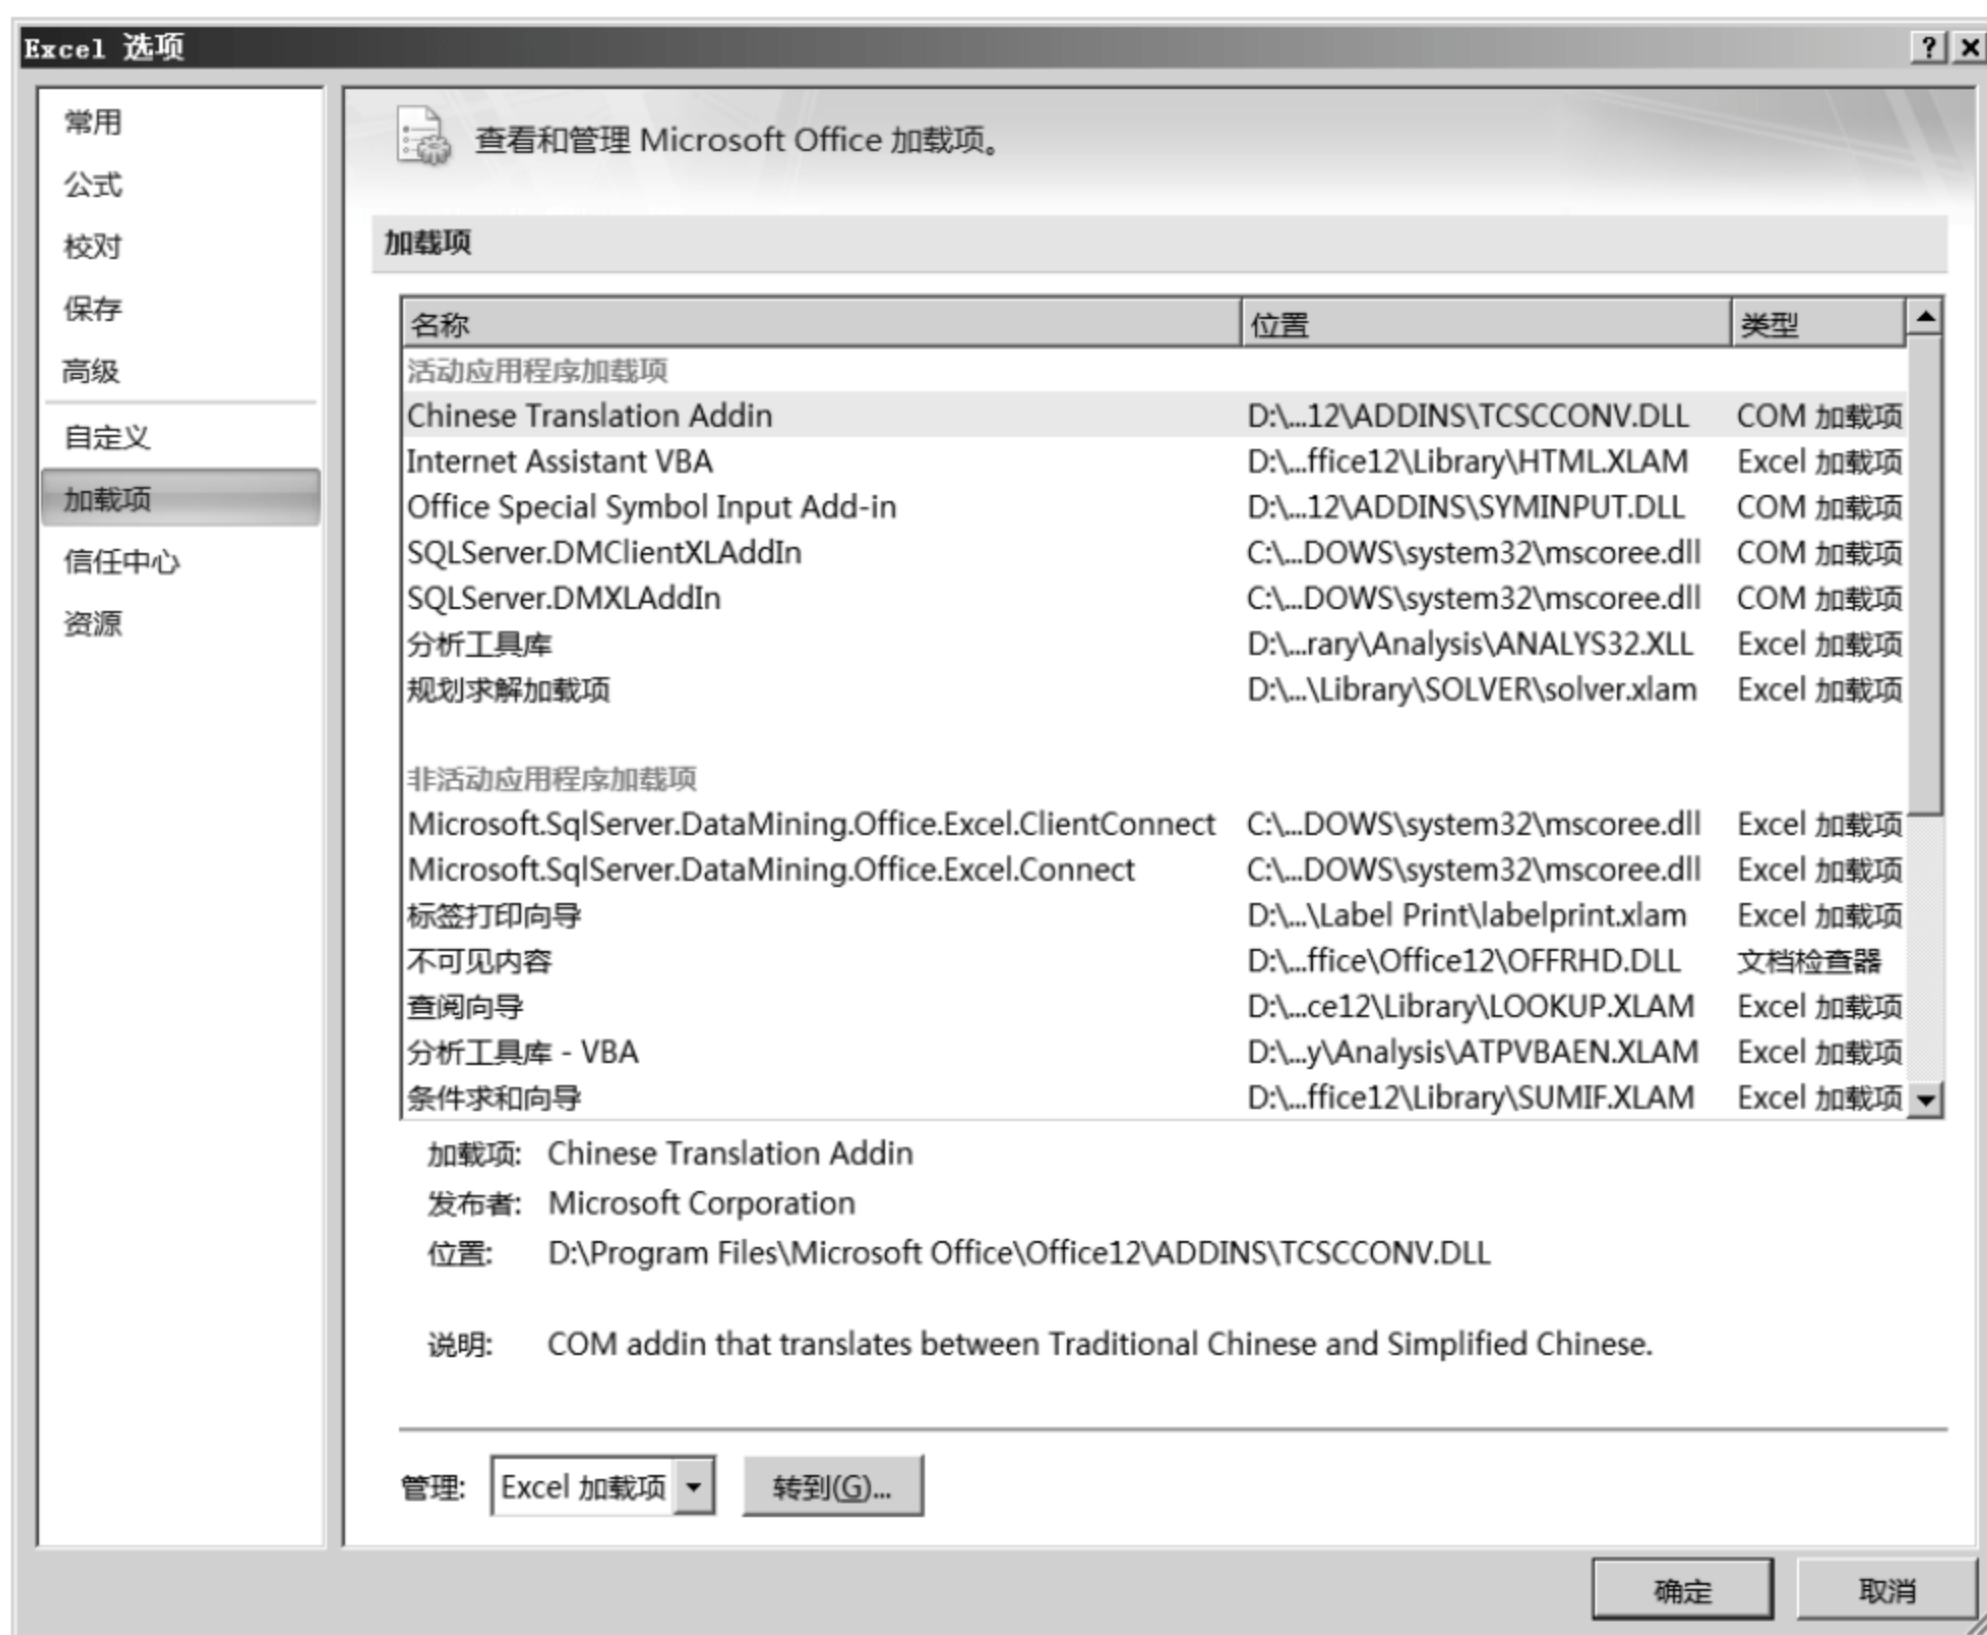 Excel 选项
常用
公式
校对
保存
高级
自定义
加载项
信任中心
资源
查看和管理 Microsoft Office 加载项。
加载项
名称 位置 类型
活动应用程序加载项
Chinese Translation Addin D:\...12\ADDINS\TCSCCONV.DLL COM 加载项
Internet Assistant VBA D:\...ffice12\Library\HTML.XLAM Excel 加载项
Office Special Symbol Input Add-in D:\...12\ADDINS\SYMINPUT.DLL COM 加载项
SQLServer.DMClientXLAddIn C:\...DOWS\system32\mscoree.dll COM 加载项
SQLServer.DMXLAddIn C:\...DOWS\system32\mscoree.dll COM 加载项
分析工具库 D:\...rary\Analysis\ANALYS32.XLL Excel 加载项
规划求解加载项 D:\...\Library\SOLVER\solver.xlam Excel 加载项
非活动应用程序加载项
Microsoft.SqlServer.DataMining.Office.Excel.ClientConnect C:\...DOWS\system32\mscoree.dll Excel 加载项
Microsoft.SqlServer.DataMining.Office.Excel.Connect C:\...DOWS\system32\mscoree.dll Excel 加载项
标签打印向导 D:\...\Label Print\labelprint.xlam Excel 加载项
不可见内容 D:\...ffice\Office12\OFFRHD.DLL 文档检查器
查阅向导 D:\...ce12\Library\LOOKUP.XLAM Excel 加载项
分析工具库 - VBA D:\...y\Analysis\ATPVBAEN.XLAM Excel 加载项
条件求和向导 D:\...ffice12\Library\SUMIF.XLAM Excel 加载项
加载项: Chinese Translation Addin
发布者: Microsoft Corporation
位置: D:\Program Files\Microsoft Office\Office12\ADDINS\TCSCCONV.DLL
说明: COM addin that translates between Traditional Chinese and Simplified Chinese.
管理: Excel 加载项 转到(G)...
确定 取消